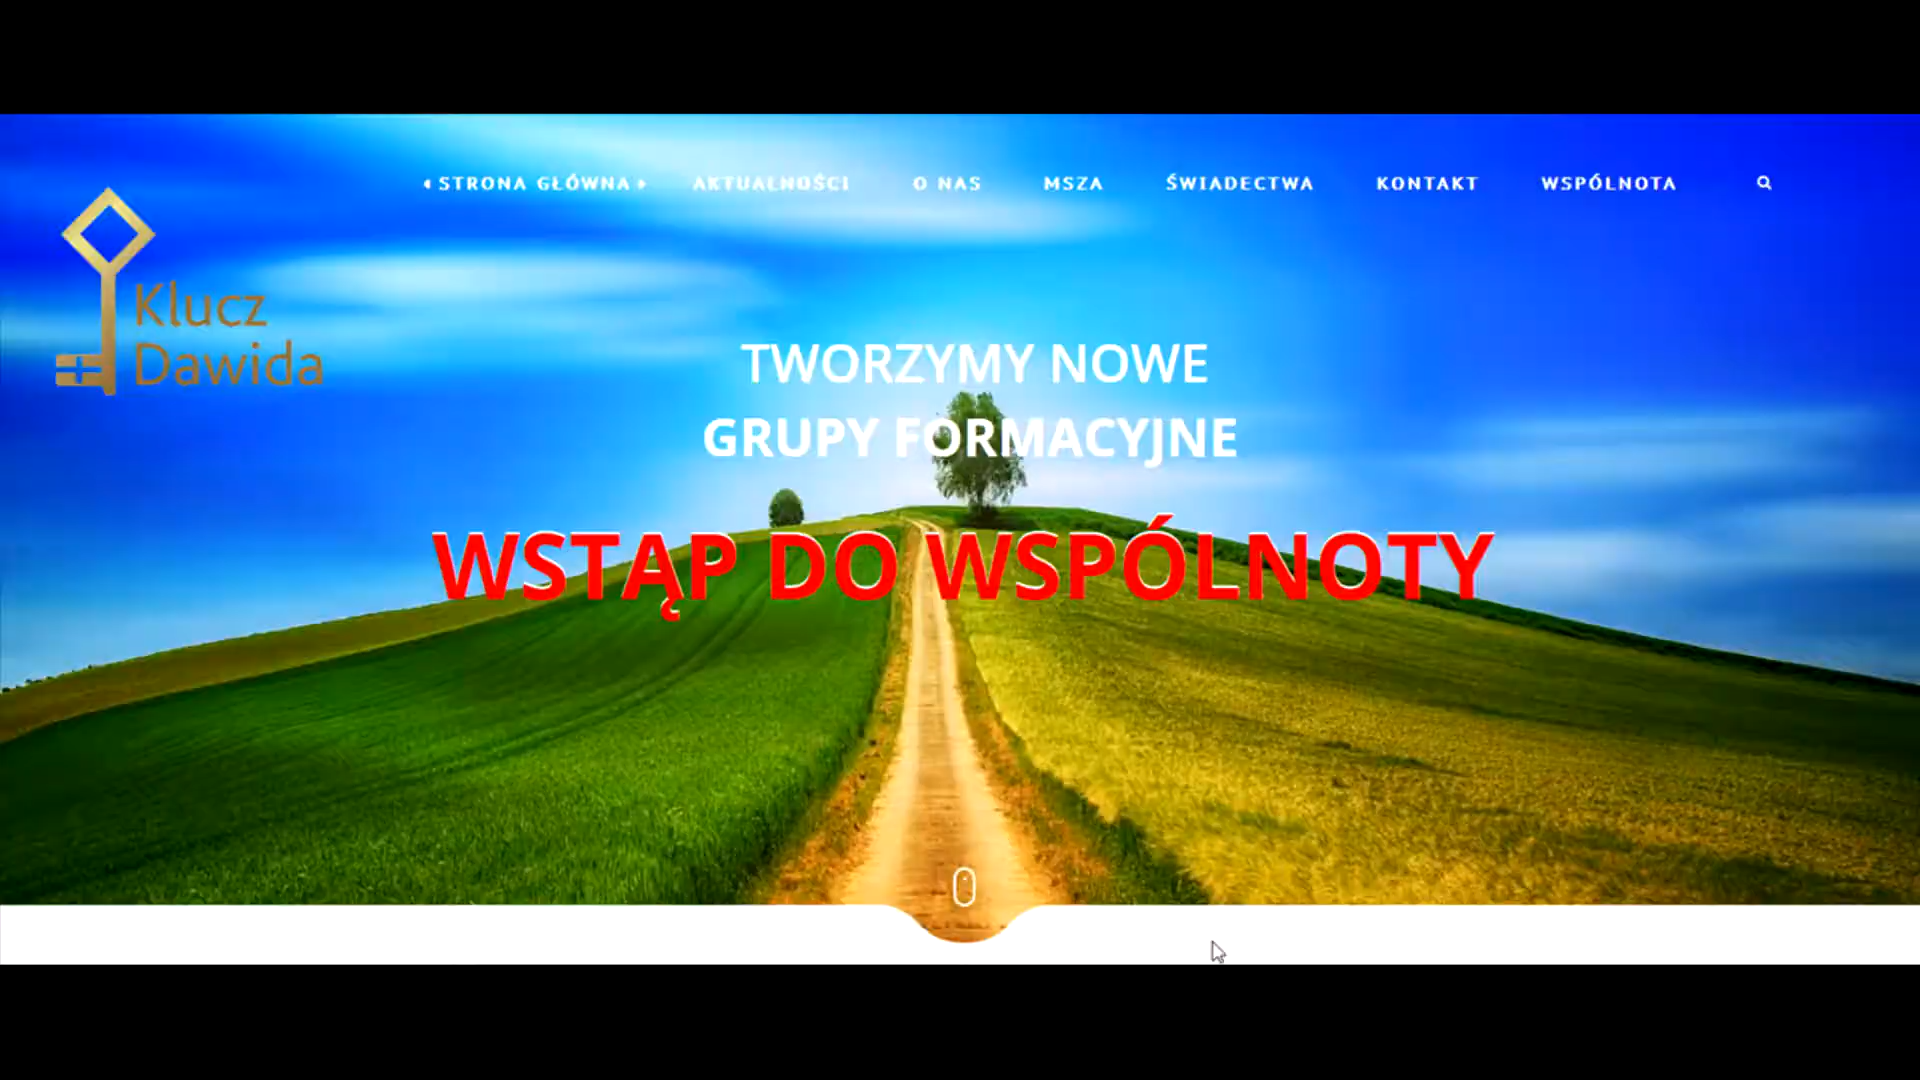 STRONA GŁÓWNA AKTUALNOŚCI O NAS MSZA ŚWIADECTWA KONTAKT WSPÓLNOTA
Klucz
Dawida
TWORZYMY NOWE
GRUPY FORMACYJNE
WSTĄP DO WSPÓLNOTY